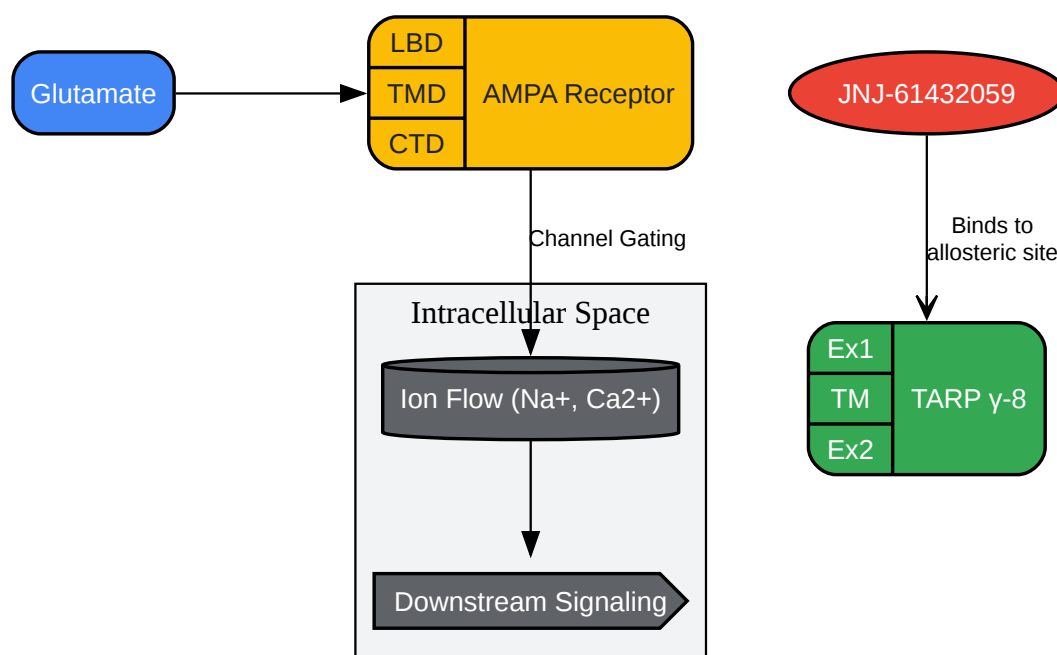 Glutamate
LBD
TMD
CTD
AMPA Receptor
JNJ-61432059
Channel Gating
Binds to
allosteric site
Intracellular Space
Ion Flow (Na+, Ca2+)
Ex1
TM
Ex2
TARP γ-8
Downstream Signaling